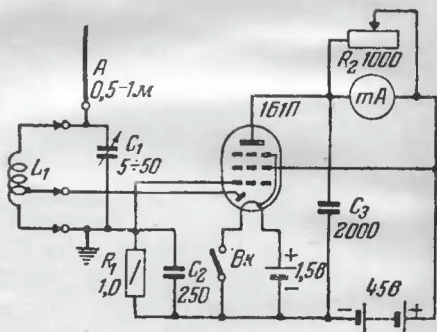 A
0,5-1м
R2 1000
mA
1Б1П
L1
C1
5÷50
R1
1,0
C2
250
Вк
+
1,5в
−
C3
2000
45в
− +